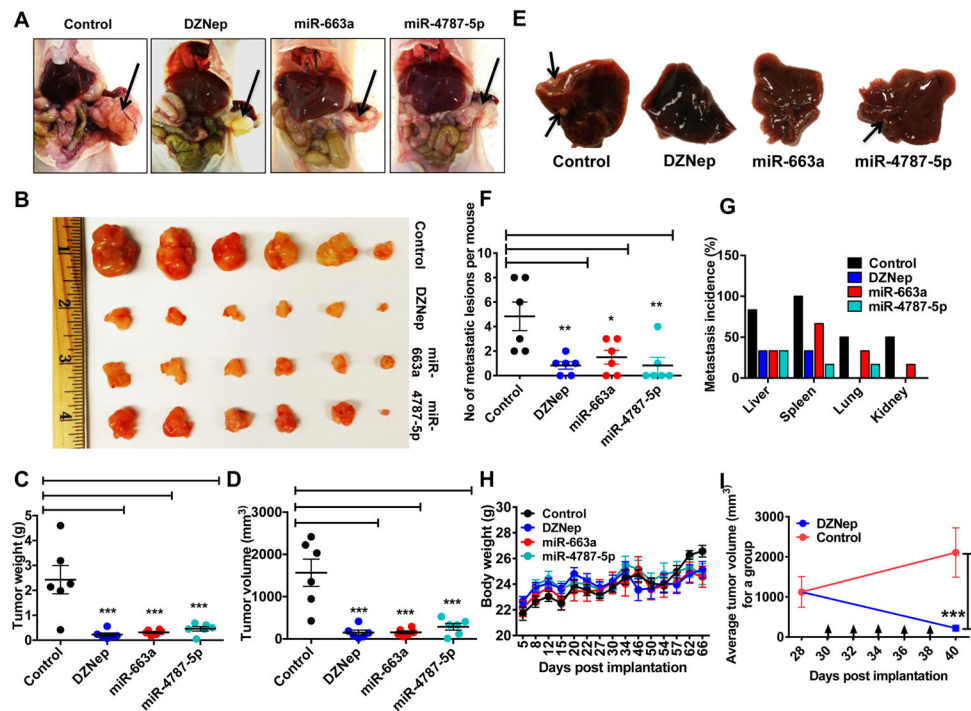 A
Control
DZNep
miR-663a
miR-4787-5p
B
1
2
3
4
Control
DZNep
miR-
663a
miR-
4787-5p
C
Tumor weight (g)
5
4
3
2
1
0
***
***
***
Control
DZNep
miR-663a
miR-4787-5p
D
Tumor volume (mm³)
3000
2000
1000
0
***
***
***
Control
DZNep
miR-663a
miR-4787-5p
E
Control
DZNep
miR-663a
miR-4787-5p
F
No of metastatic lesions per mouse
10
8
6
4
2
0
**
*
**
Control
DZNep
miR-663a
miR-4787-5p
G
Metastasis incidence (%)
100
50
0
Control
DZNep
miR-663a
miR-4787-5p
Liver
Spleen
Lung
Kidney
H
Body weight (g)
28
26
24
22
20
Control
DZNep
miR-663a
miR-4787-5p
5 8 12 15 20 22 27 30 34 46 50 54 57 62 66
Days post implantation
I
Average tumor volume (mm³)
for a group
3000
2000
1000
0
DZNep
Control
***
28 30 32 34 36 38 40
Days post implantation